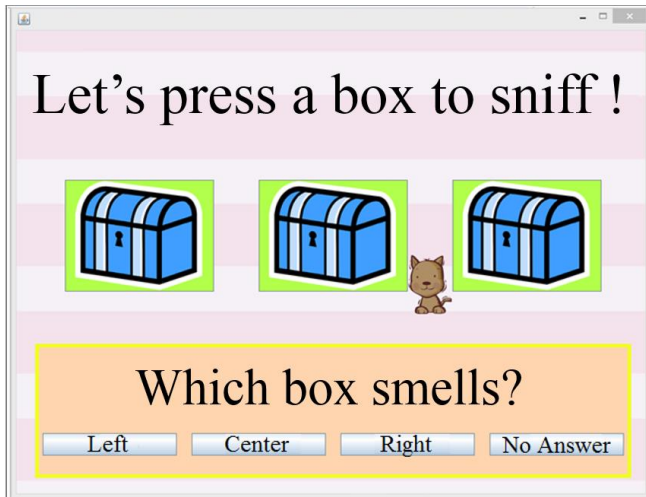 Let's press a box to sniff !
Which box smells?
Left Center Right No Answer